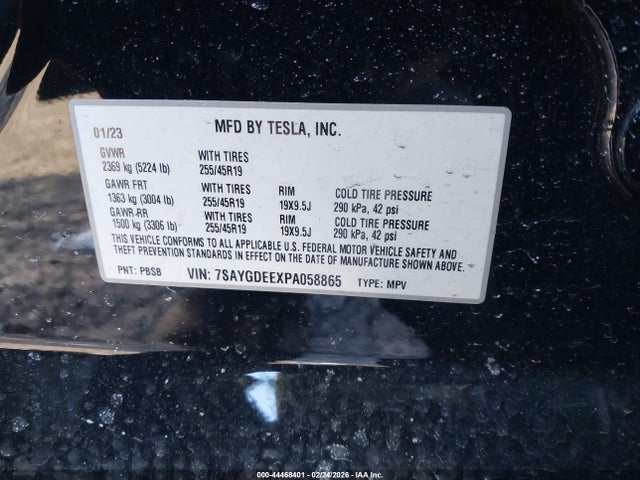 01/23 MFD BY TESLA, INC.
GVWR WITH TIRES
2369 kg (5224 lb) 255/45R19
GAWR FRT WITH TIRES RIM COLD TIRE PRESSURE
1363 kg (3004 lb) 255/45R19 19X9.5J 290 kPa, 42 psi
GAWR-RR WITH TIRES RIM COLD TIRE PRESSURE
1500 kg (3306 lb) 255/45R19 19X9.5J 290 kPa, 42 psi
THIS VEHICLE CONFORMS TO ALL APPLICABLE U.S. FEDERAL MOTOR VEHICLE SAFETY AND
THEFT PREVENTION STANDARDS IN EFFECT ON THE DATE OF MANUFACTURE SHOWN ABOVE.
PNT: PBSB VIN: 7SAYGDEEXPA058865 TYPE: MPV
000-44468401 - 02/24/2026 - IAA Inc.